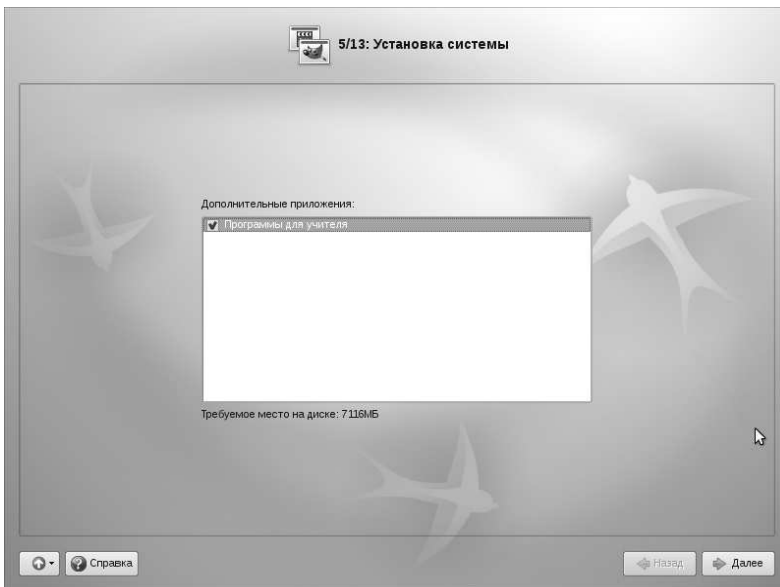 5/13: Установка системы
Дополнительные приложения:
Программы для учителя
Требуемое место на диске: 7116МБ
Справка
Назад
Далее